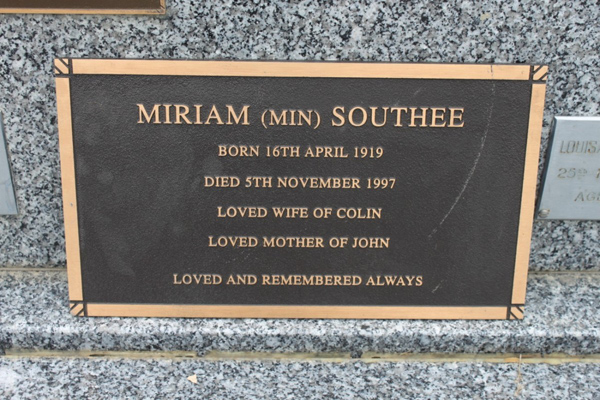 MIRIAM (MIN) SOUTHEE
BORN 16TH APRIL 1919
DIED 5TH NOVEMBER 1997
LOVED WIFE OF COLIN
LOVED MOTHER OF JOHN
LOVED AND REMEMBERED ALWAYS